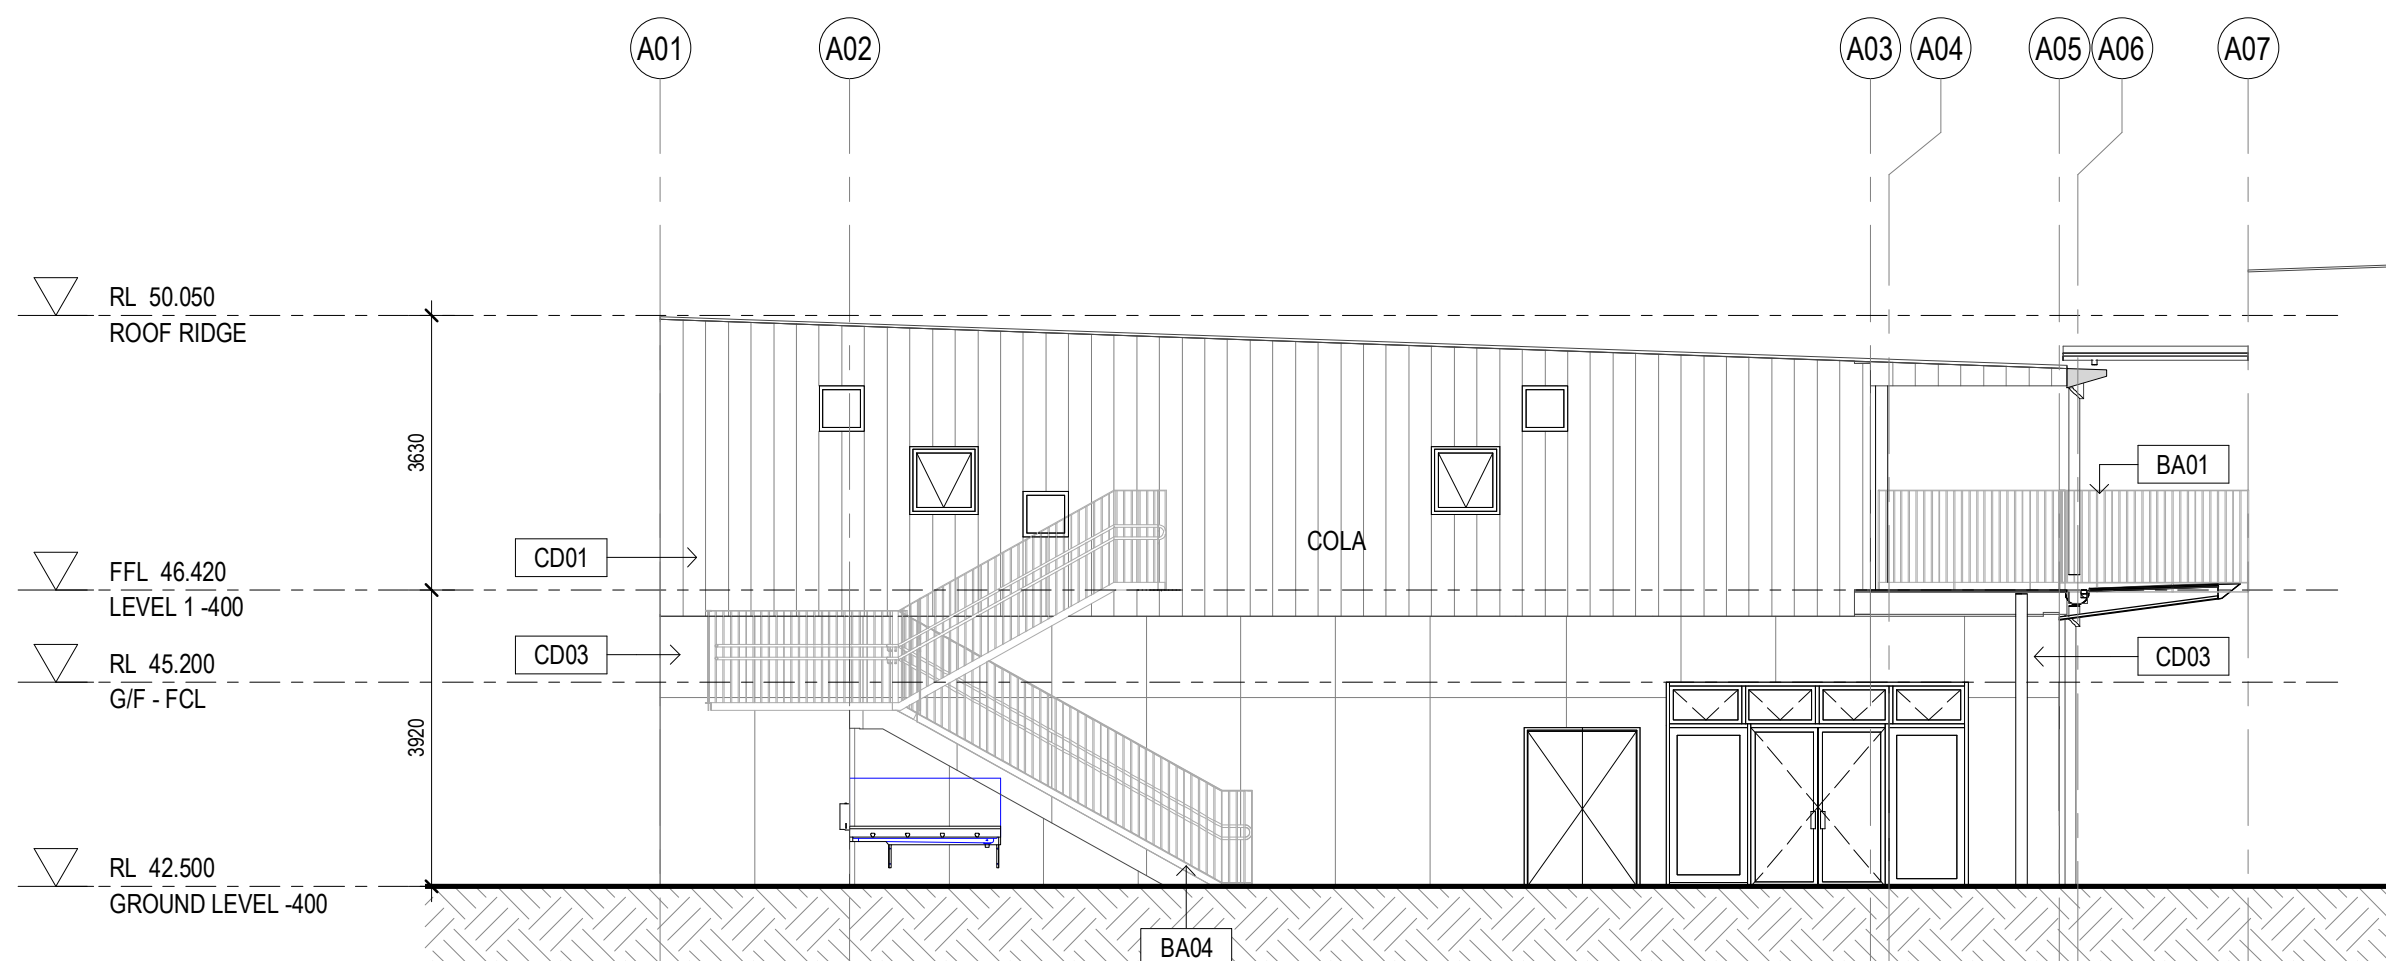 A01
A02
A03
A04
A05
A06
A07
RL 50.050
ROOF RIDGE
3630
BA01
COLA
CD01
FFL 46.420
LEVEL 1 -400
CD03
CD03
RL 45.200
G/F - FCL
3920
RL 42.500
GROUND LEVEL -400
BA04